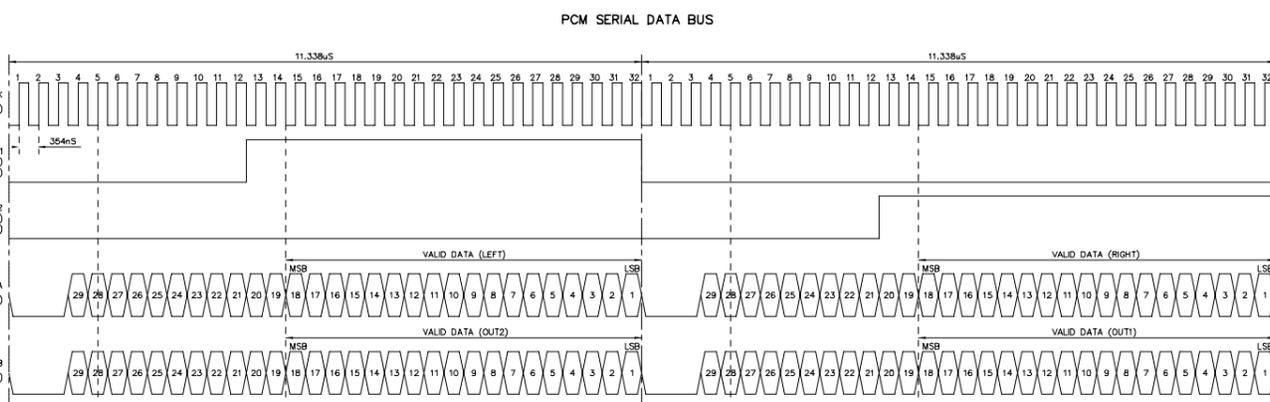 PCM SERIAL DATA BUS
11.338uS 11.338uS
1 2 3 4 5 6 7 8 9 10 11 12 13 14 15 16 17 18 19 20 21 22 23 24 25 26 27 28 29 30 31 32 1 2 3 4 5 6 7 8 9 10 11 12 13 14 15 16 17 18 19 20 21 22 23 24 25 26 27 28 29 30 31 32
354nS
VALID DATA (LEFT) VALID DATA (RIGHT)
MSB LSB MSB LSB
29 28 27 26 25 24 23 22 21 20 19 18 17 16 15 14 13 12 11 10 9 8 7 6 5 4 3 2 1 29 28 27 26 25 24 23 22 21 20 19 18 17 16 15 14 13 12 11 10 9 8 7 6 5 4 3 2 1
VALID DATA (OUT2) VALID DATA (OUT1)
MSB LSB MSB LSB
29 28 27 26 25 24 23 22 21 20 19 18 17 16 15 14 13 12 11 10 9 8 7 6 5 4 3 2 1 29 28 27 26 25 24 23 22 21 20 19 18 17 16 15 14 13 12 11 10 9 8 7 6 5 4 3 2 1